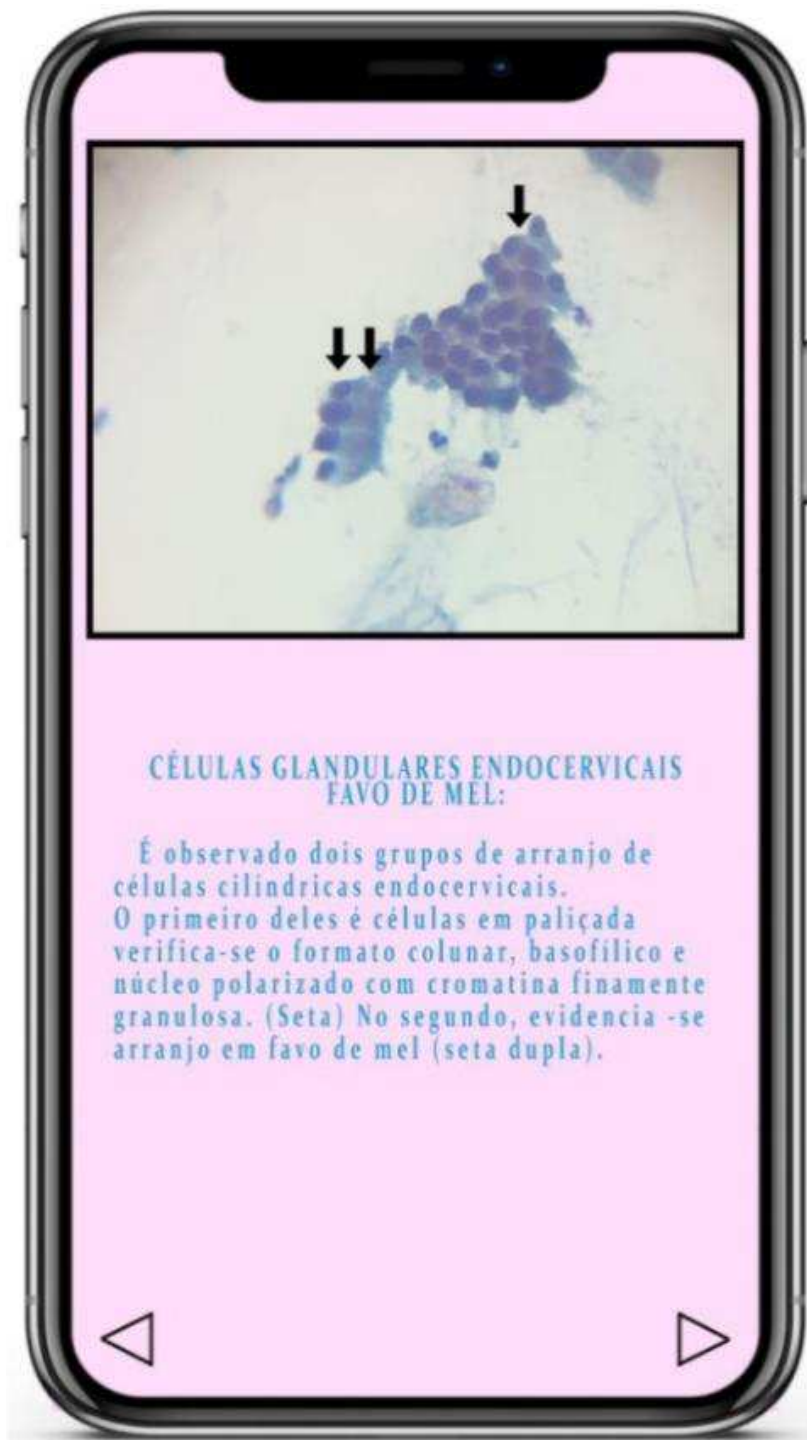 CÉLULAS GLANDULARES ENDOCERVICAIS
FAVO DE MEL:
É observado dois grupos de arranjo de
células cilíndricas endocervicais.
O primeiro deles é células em paliçada
verifica-se o formato colunar, basofílico e
núcleo polarizado com cromatina finamente
granulosa. (Seta) No segundo, evidencia -se
arranjo em favo de mel (seta dupla).